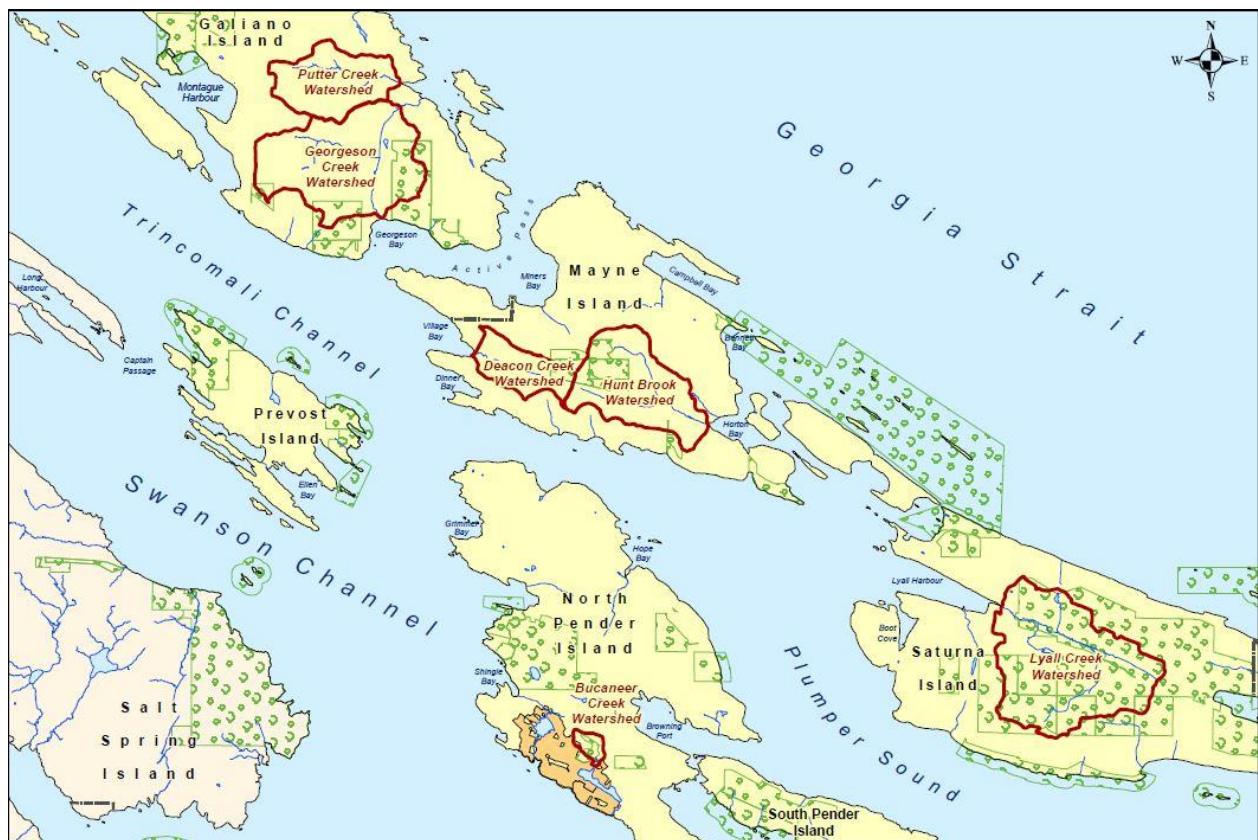 Galiano
Island
N
W E
S
Putter Creek
Watershed
Montague
Harbour
Georgeson
Creek
Watershed
Georgia Strait
Trincomali Channel
Georgeson
Bay
Active Pass
Miners
Bay
Mayne
Island
Campbell Bay
Long
Harbour
Captain
Passage
Village
Bay
Bennett
Bay
Deacon Creek
Watershed
Hunt Brook
Watershed
Dinner
Bay
Horton
Bay
Prevost
Island
Ellen
Bay
Swanson Channel
Grimmer
Bay
Hope
Bay
Lyall Harbour
North
Pender
Island
Boot
Cove
Saturna
Island
Lyall Creek
Watershed
Shingle
Bay
Plumper Sound
Bucaneer
Creek
Watershed
Browning
Port
Salt
Spring
Island
South Pender
Island